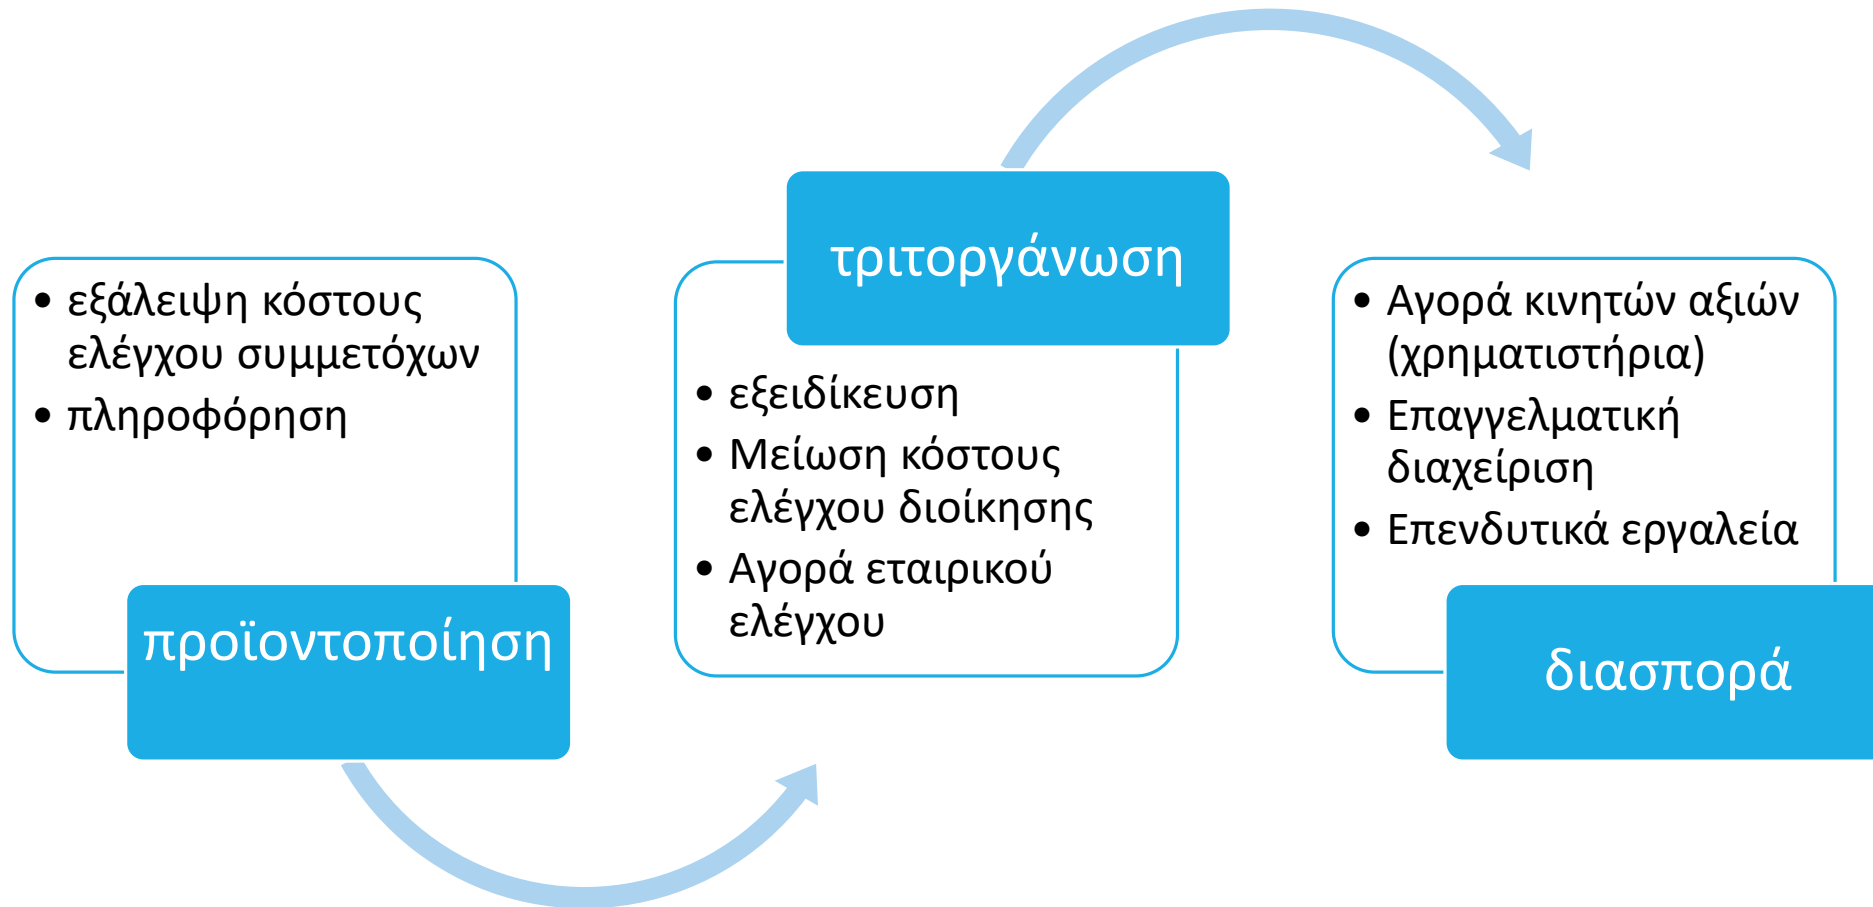 • εξάλειψη κόστους
ελέγχου συμμετόχων
• πληροφόρηση
προϊοντοποίηση
τριτοργάνωση
• εξειδίκευση
• Μείωση κόστους
ελέγχου διοίκησης
• Αγορά εταιρικού
ελέγχου
• Αγορά κινητών αξιών
(χρηματιστήρια)
• Επαγγελματική
διαχείριση
• Επενδυτικά εργαλεία
διασπορά